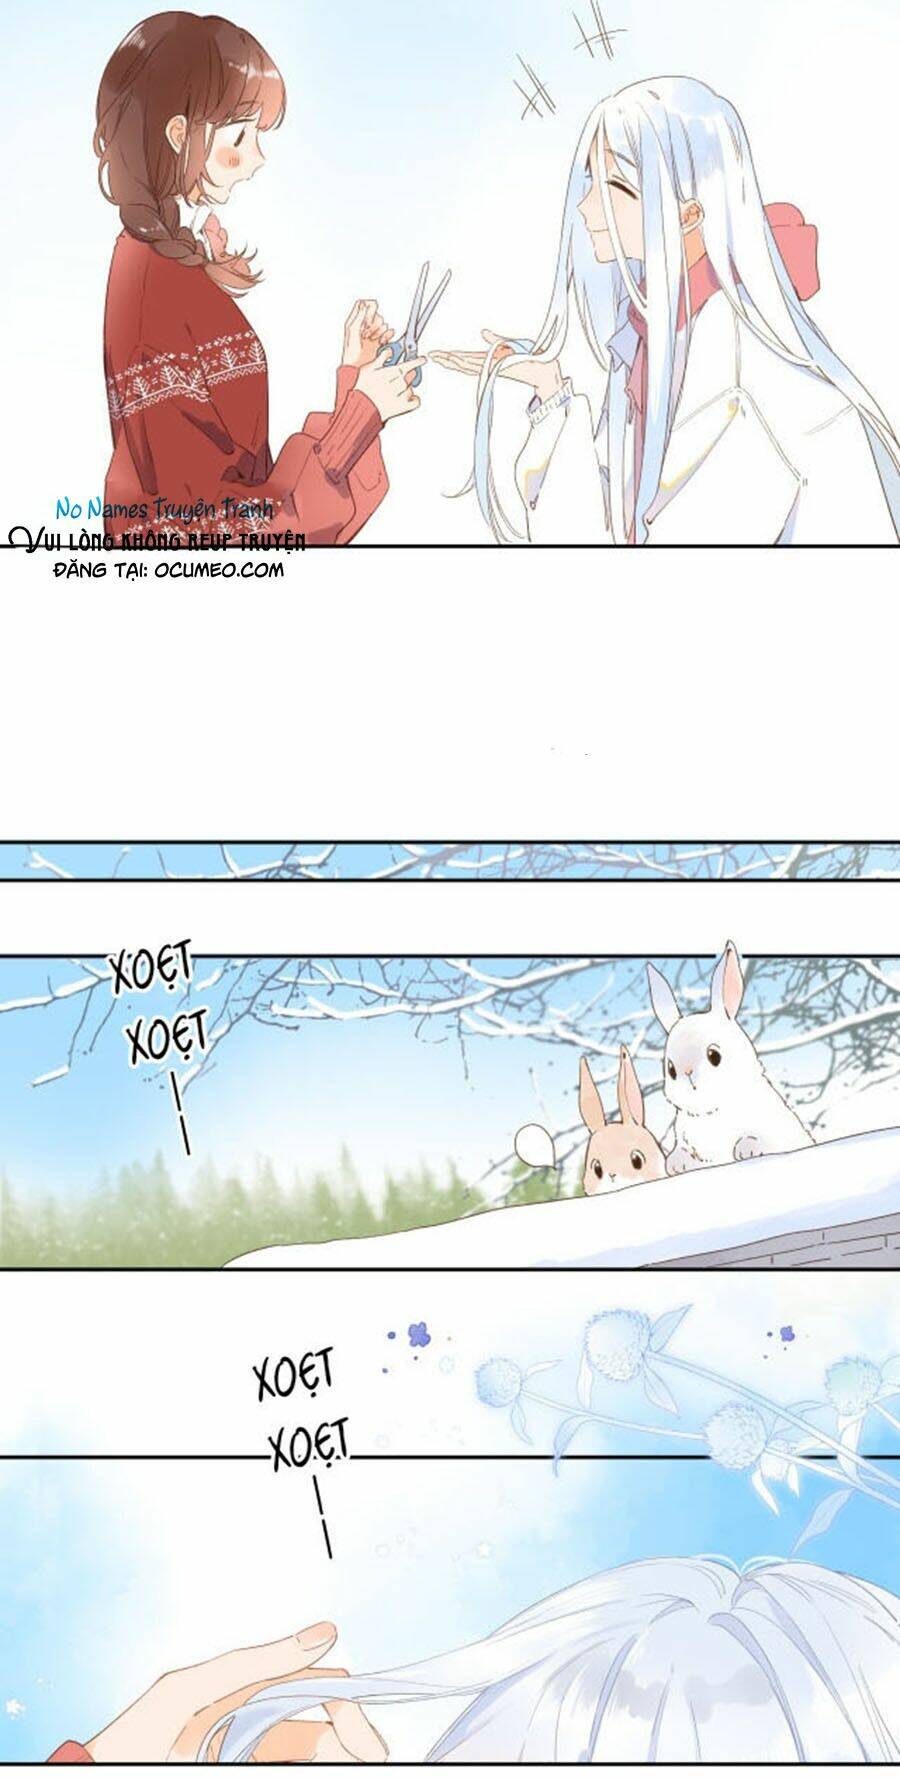 No Names Truyện Tranh
Vui lòng không reup truyện
Đăng tại: ocumeo.com
XOẸT
XOẸT
XOẸT
XOẸT